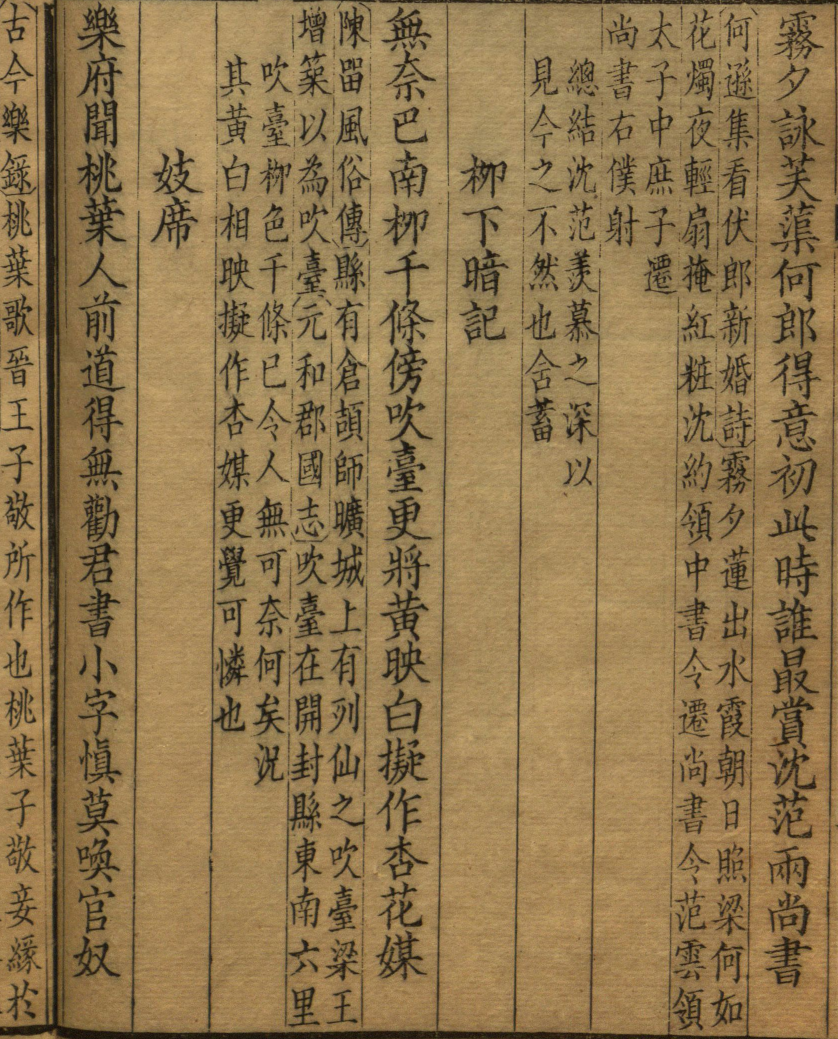 霧夕詠芙蕖何郎得意初此時誰最賞沈范兩尚書
何遜集看伏郎新婚詩霧夕蓮出水霞朝日照梁何如
花燭夜輕扇掩紅粧沈約領中書令遷尚書令范雲領
太子中庶子遷
尚書右僕射
總結沈范羨慕之深以
見今之不然也含蓄
柳下暗記
無奈巴南柳千條傍吹臺更將黃映白擬作杏花媒
陳留風俗傳縣有倉頡師曠城上有列仙之吹臺梁王
增築以為吹臺元和郡國志吹臺在開封縣東南六里
吹臺柳色千條已令人無可奈何矣況
其黃白相映擬作杏媒更覺可憐也
妓席
樂府聞桃葉人前道得無勸君書小字慎莫喚官奴
古今樂錄桃葉歌晉王子敬所作也桃葉子敬妾緣於